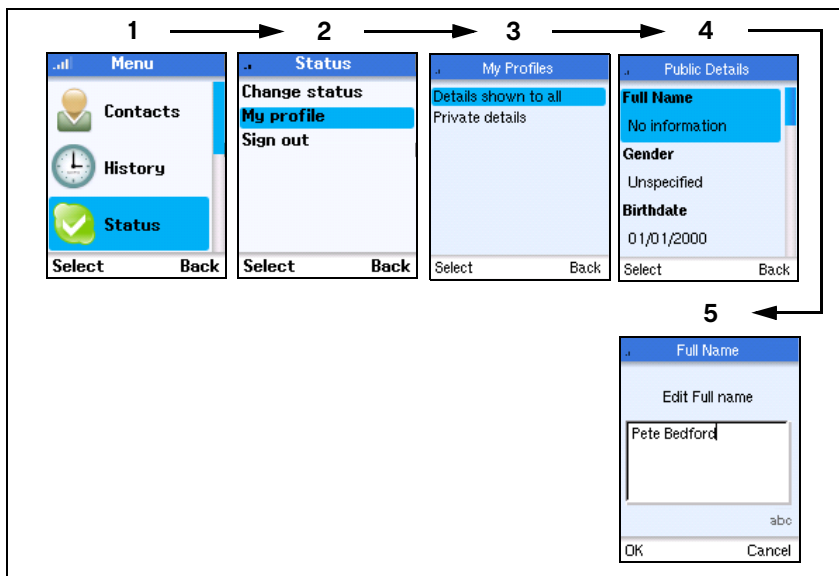 1 2 3 4
Menu
Contacts
History
Status
Select Back
Status
Change status
My profile
Sign out
Select Back
My Profiles
Details shown to all
Private details
Select Back
Public Details
Full Name
No information
Gender
Unspecified
Birthdate
01/01/2000
Select Back
5
Full Name
Edit Full name
Pete Bedford
abc
OK Cancel